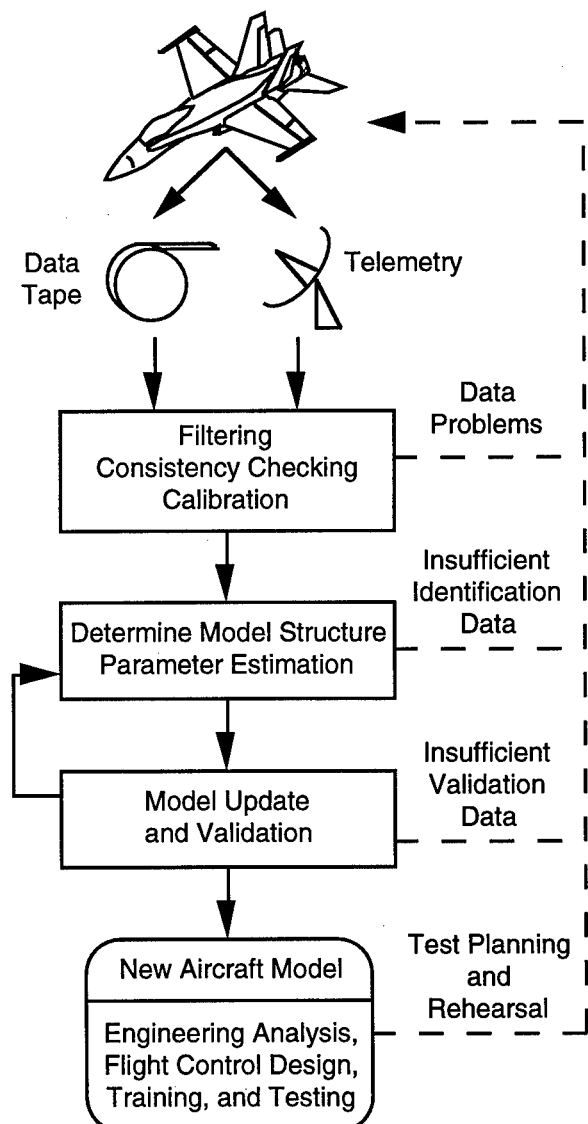 Data
Tape
Telemetry
Filtering
Consistency Checking
Calibration
Data
Problems
Determine Model Structure
Parameter Estimation
Insufficient
Identification
Data
Model Update
and Validation
Insufficient
Validation
Data
New Aircraft Model
Engineering Analysis,
Flight Control Design,
Training, and Testing
Test Planning
and
Rehearsal